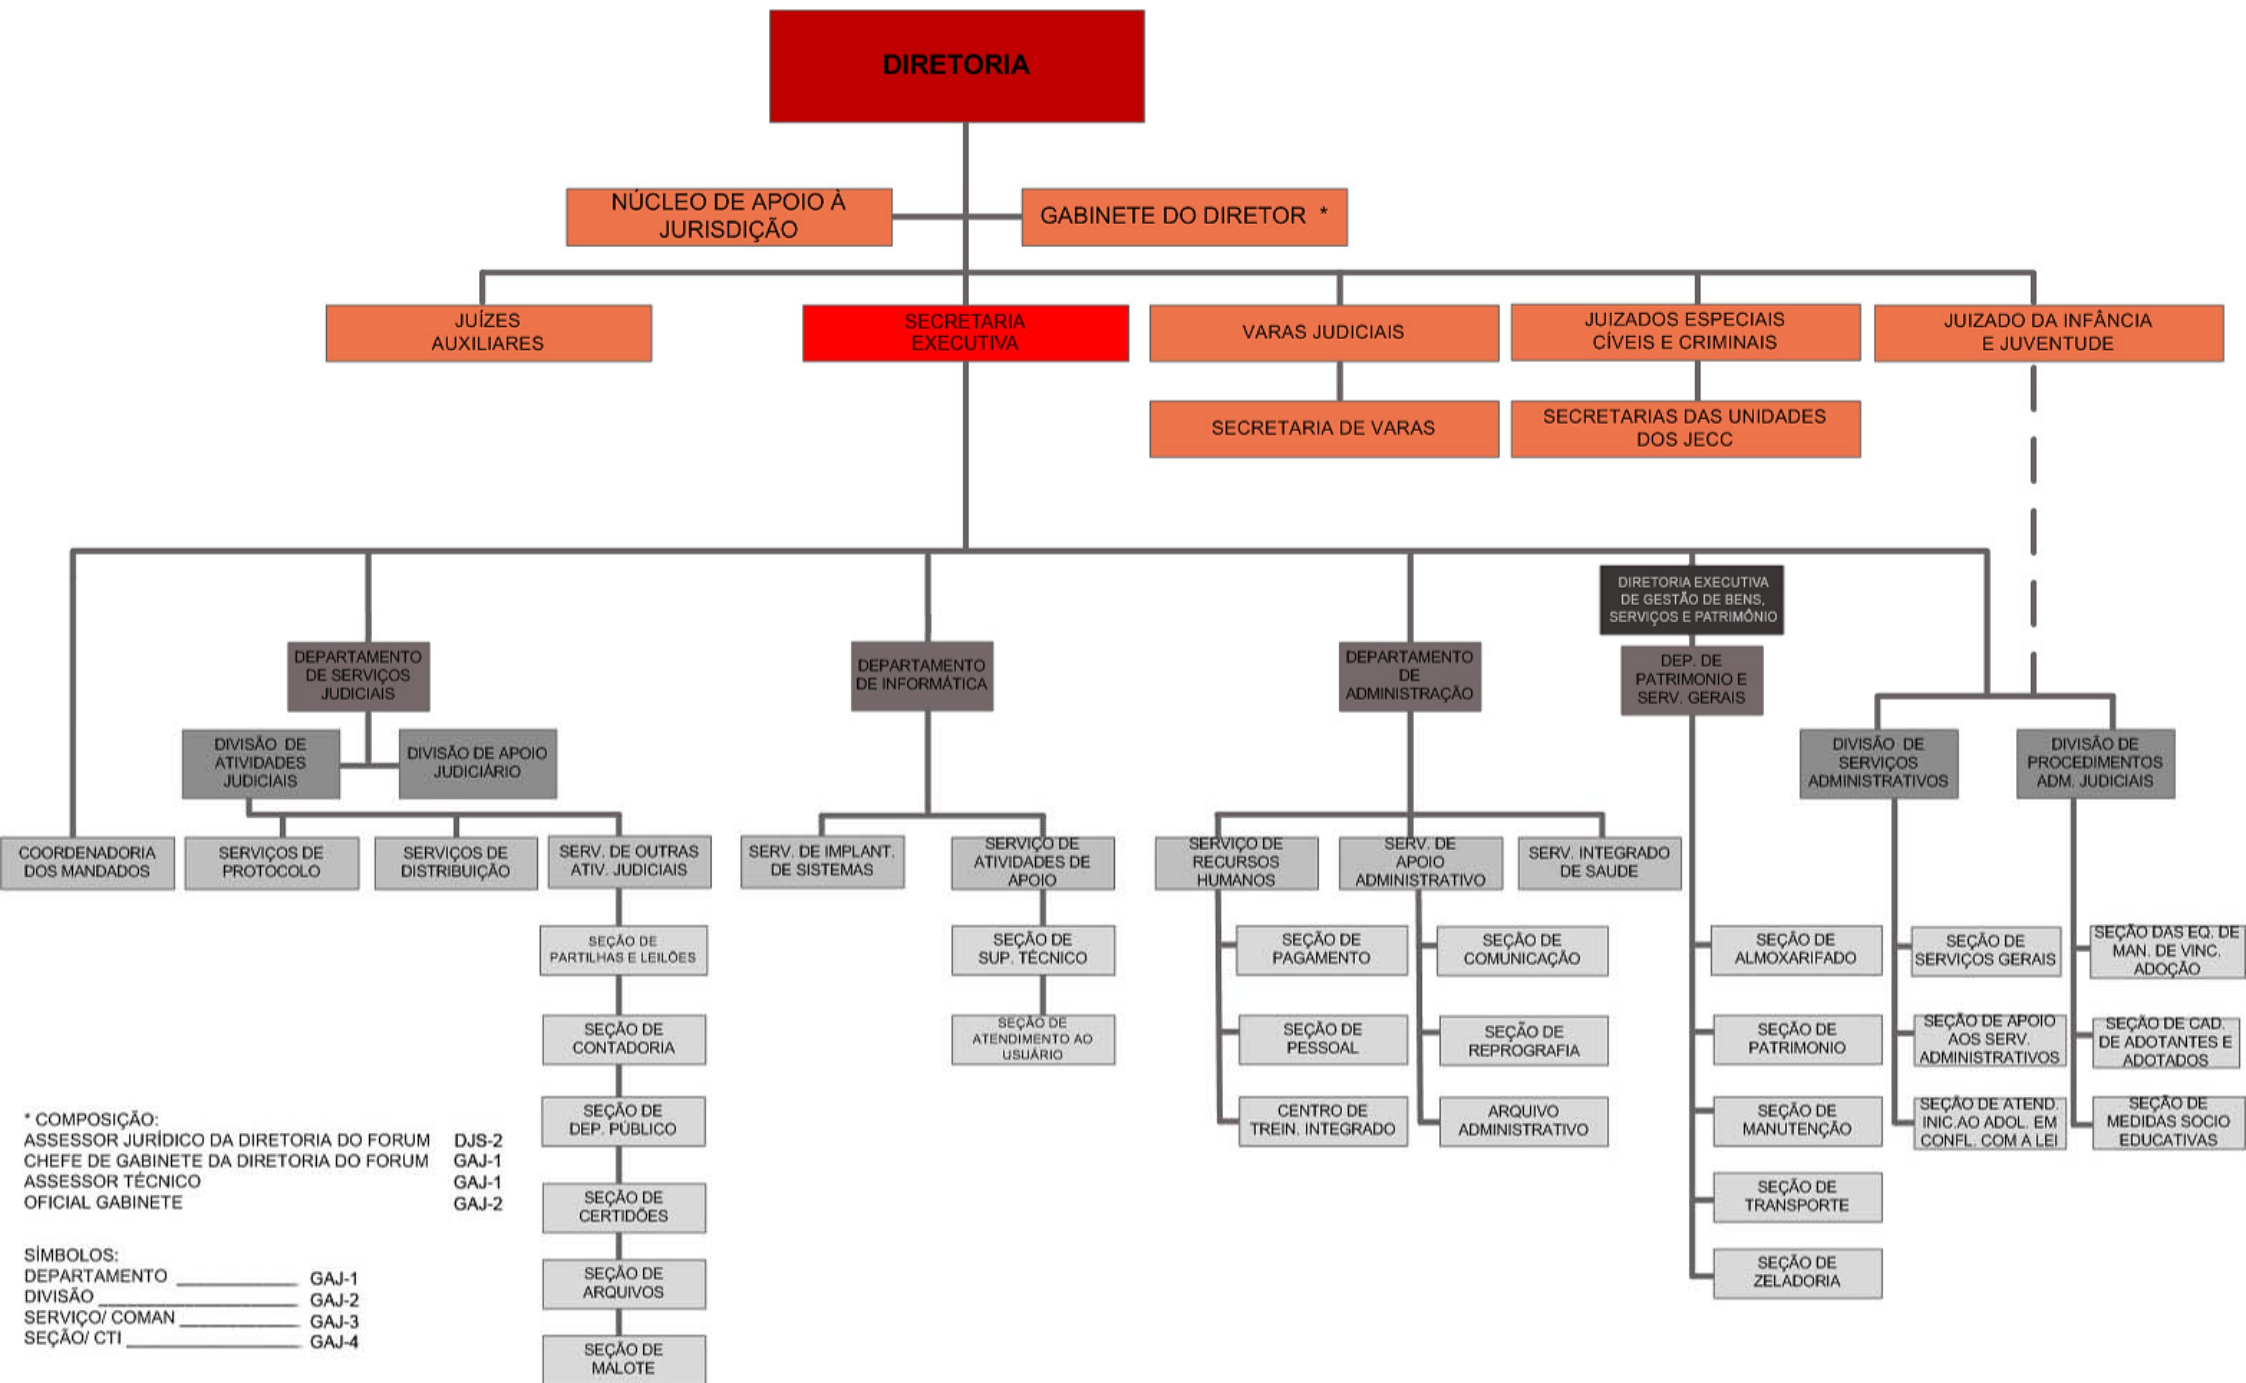 DIRETORIA
NÚCLEO DE APOIO À
JURISDIÇÃO
GABINETE DO DIRETOR *
JUÍZES
AUXILIARES
SECRETARIA
EXECUTIVA
VARAS JUDICIAIS
JUIZADOS ESPECIAIS
CÍVEIS E CRIMINAIS
JUIZADO DA INFÂNCIA
E JUVENTUDE
SECRETARIA DE VARAS
SECRETARIAS DAS UNIDADES
DOS JECC
DIRETORIA EXECUTIVA
DE GESTÃO DE BENS,
SERVIÇOS E PATRIMÔNIO
DEPARTAMENTO
DE SERVIÇOS
JUDICIAIS
DEPARTAMENTO
DE INFORMÁTICA
DEPARTAMENTO
DE
ADMINISTRAÇÃO
DEP. DE
PATRIMONIO E
SERV. GERAIS
DIVISÃO DE
ATIVIDADES
JUDICIAIS
DIVISÃO DE APOIO
JUDICIÁRIO
DIVISÃO DE
SERVIÇOS
ADMINISTRATIVOS
DIVISÃO DE
PROCEDIMENTOS
ADM. JUDICIAIS
COORDENADORIA
DOS MANDADOS
SERVIÇOS DE
PROTOCOLO
SERVIÇOS DE
DISTRIBUIÇÃO
SERV. DE OUTRAS
ATIV. JUDICIAIS
SERV. DE IMPLANT.
DE SISTEMAS
SERVIÇO DE
ATIVIDADES DE
APOIO
SERVIÇO DE
RECURSOS
HUMANOS
SERV. DE
APOIO
ADMINISTRATIVO
SERV. INTEGRADO
DE SAUDE
SEÇÃO DE
PARTILHAS E LEILÕES
SEÇÃO DE
SUP. TÉCNICO
SEÇÃO DE
PAGAMENTO
SEÇÃO DE
COMUNICAÇÃO
SEÇÃO DE
ALMOXARIFADO
SEÇÃO DE
SERVIÇOS GERAIS
SEÇÃO DAS EQ. DE
MAN. DE VINC.
ADOÇÃO
SEÇÃO DE
CONTADORIA
SEÇÃO DE
ATENDIMENTO AO
USUÁRIO
SEÇÃO DE
PESSOAL
SEÇÃO DE
REPROGRAFIA
SEÇÃO DE
PATRIMONIO
SEÇÃO DE APOIO
AOS SERV.
ADMINISTRATIVOS
SEÇÃO DE CAD.
DE ADOTANTES E
ADOTADOS
SEÇÃO DE
DEP. PÚBLICO
CENTRO DE
TREIN. INTEGRADO
ARQUIVO
ADMINISTRATIVO
SEÇÃO DE
MANUTENÇÃO
SEÇÃO DE ATEND.
INIC.AO ADOL. EM
CONFL. COM A LEI
SEÇÃO DE
MEDIDAS SOCIO
EDUCATIVAS
SEÇÃO DE
CERTIDÕES
SEÇÃO DE
TRANSPORTE
SEÇÃO DE
ARQUIVOS
SEÇÃO DE
ZELADORIA
SEÇÃO DE
MALOTE
* COMPOSIÇÃO:
ASSESSOR JURÍDICO DA DIRETORIA DO FORUM DJS-2
CHEFE DE GABINETE DA DIRETORIA DO FORUM GAJ-1
ASSESSOR TÉCNICO GAJ-1
OFICIAL GABINETE GAJ-2
SÍMBOLOS:
DEPARTAMENTO ____________ GAJ-1
DIVISÃO ____________________ GAJ-2
SERVIÇO/ COMAN ____________ GAJ-3
SEÇÃO/ CTI _________________ GAJ-4